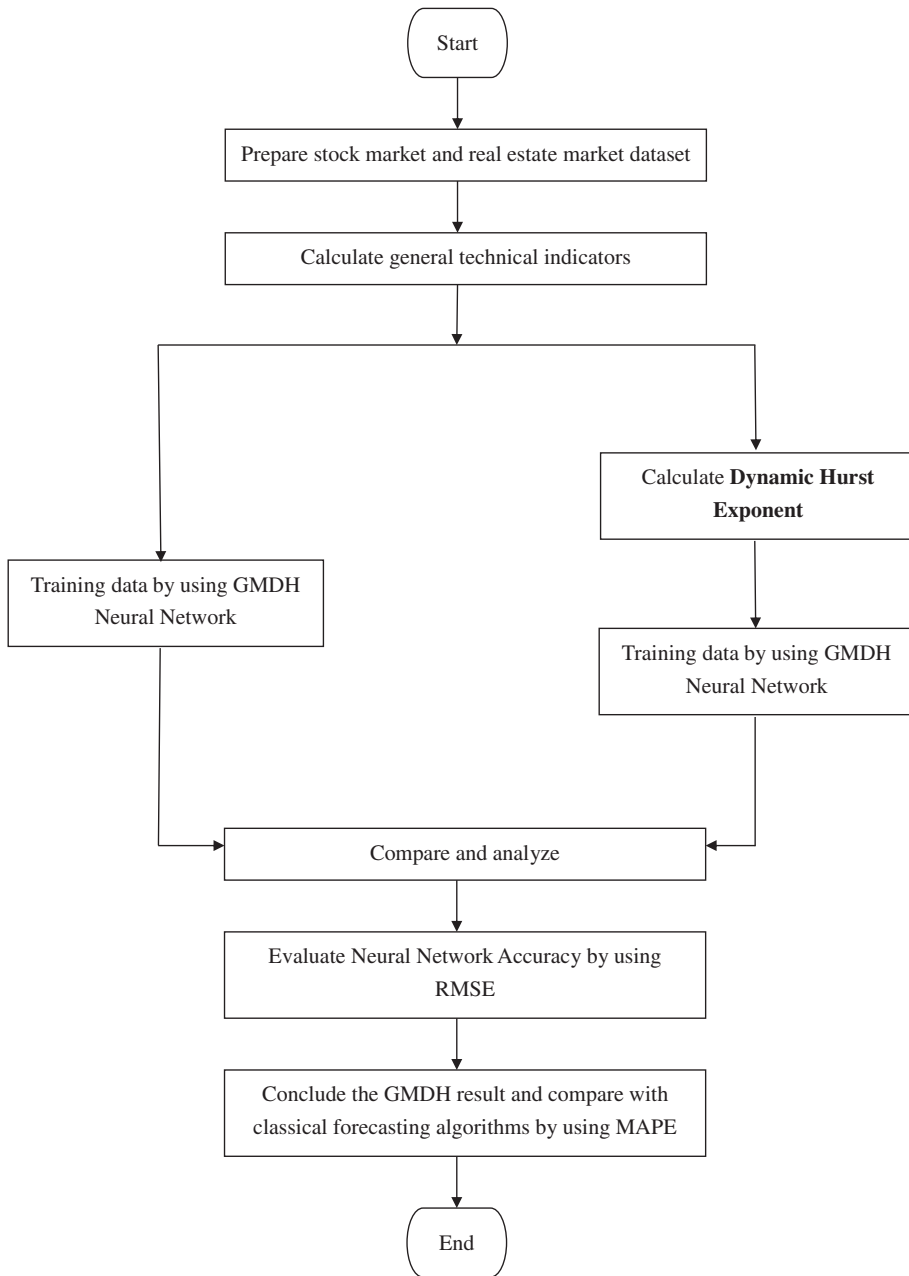 Start
Prepare stock market and real estate market dataset
Calculate general technical indicators
Calculate Dynamic Hurst
Exponent
Training data by using GMDH
Neural Network
Training data by using GMDH
Neural Network
Compare and analyze
Evaluate Neural Network Accuracy by using
RMSE
Conclude the GMDH result and compare with
classical forecasting algorithms by using MAPE
End